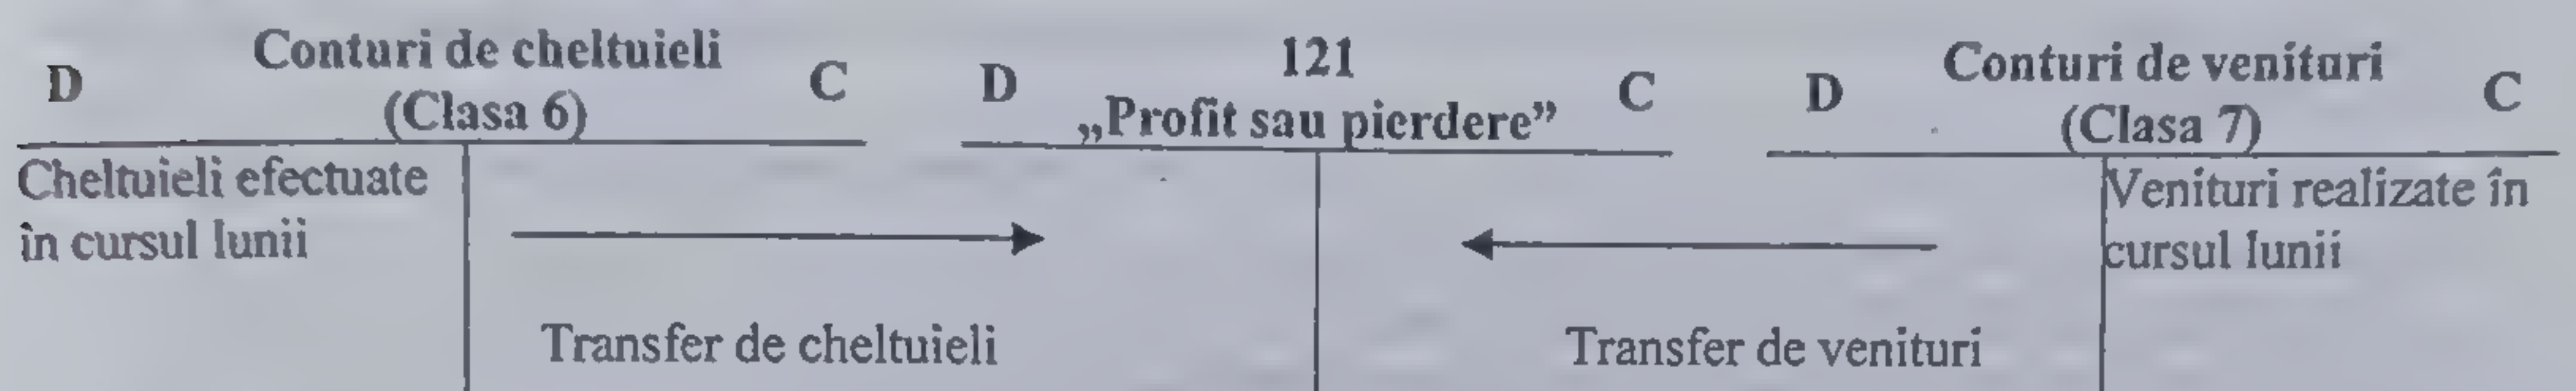 D Conturi de cheltuieli C
(Clasa 6)
D 121 C
„Profit sau pierdere”
D Conturi de venituri C
(Clasa 7)
Cheltuieli efectuate
în cursul lunii
Venituri realizate în
cursul lunii
Transfer de cheltuieli
Transfer de venituri